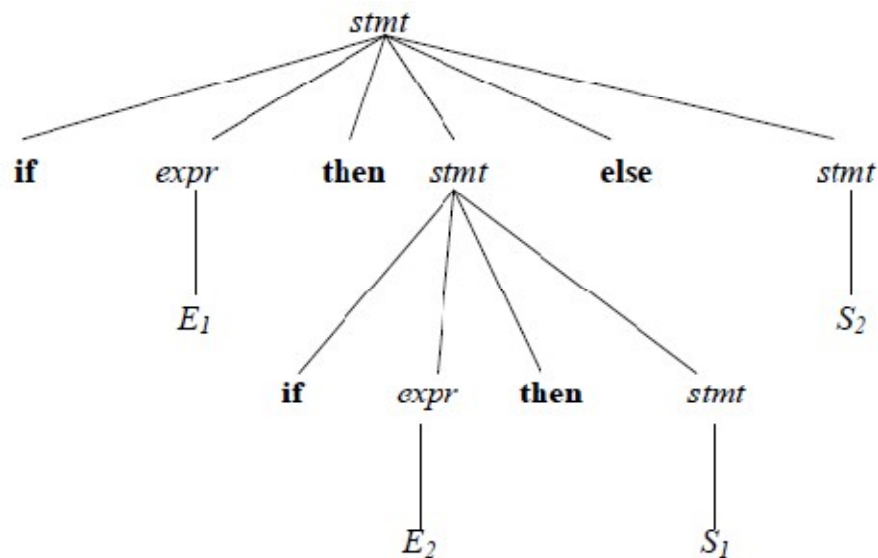 stmt
if expr then stmt else stmt
E1 S2
if expr then stmt
E2 S1